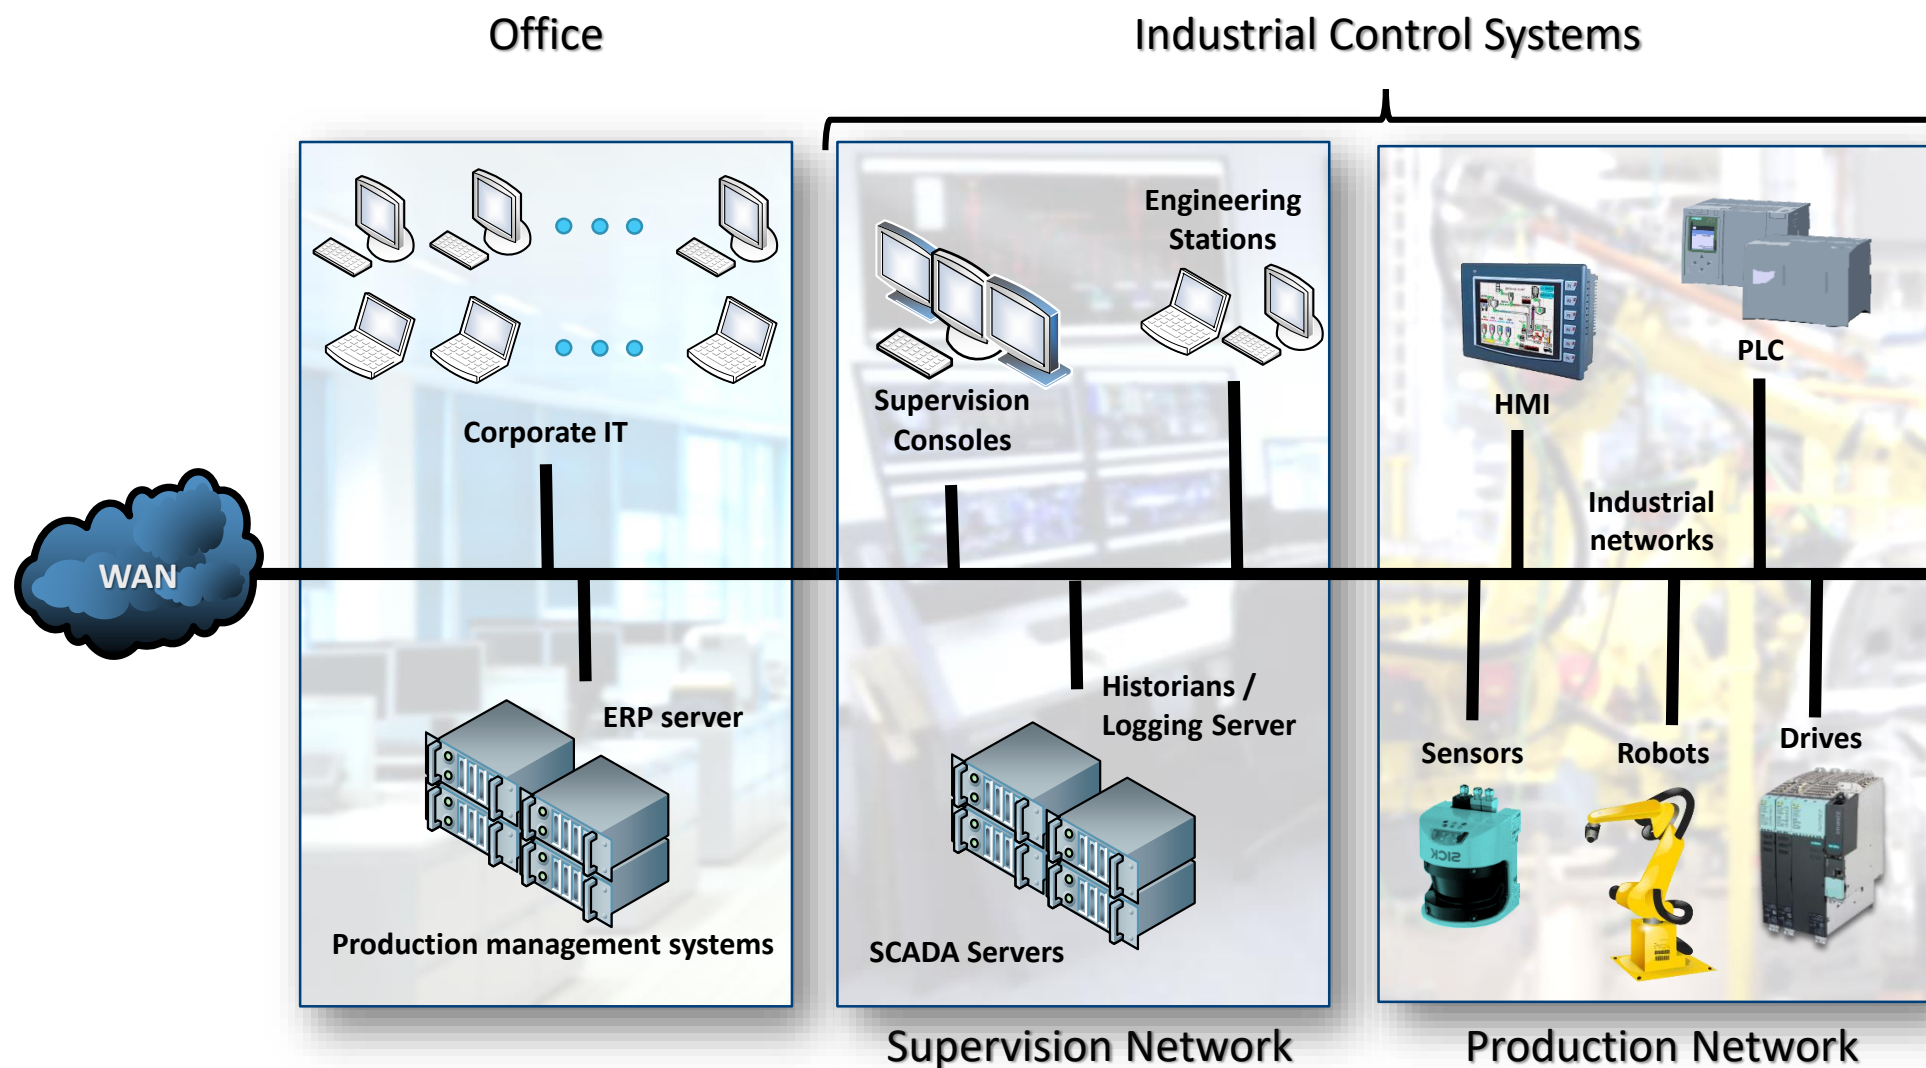 Office
Industrial Control Systems
Engineering
Stations
Supervision
Consoles
Corporate IT
PLC
HMI
Industrial
networks
WAN
ERP server
Historians /
Logging Server
Sensors
Robots
Drives
SICK
Production management systems
SCADA Servers
Supervision Network
Production Network